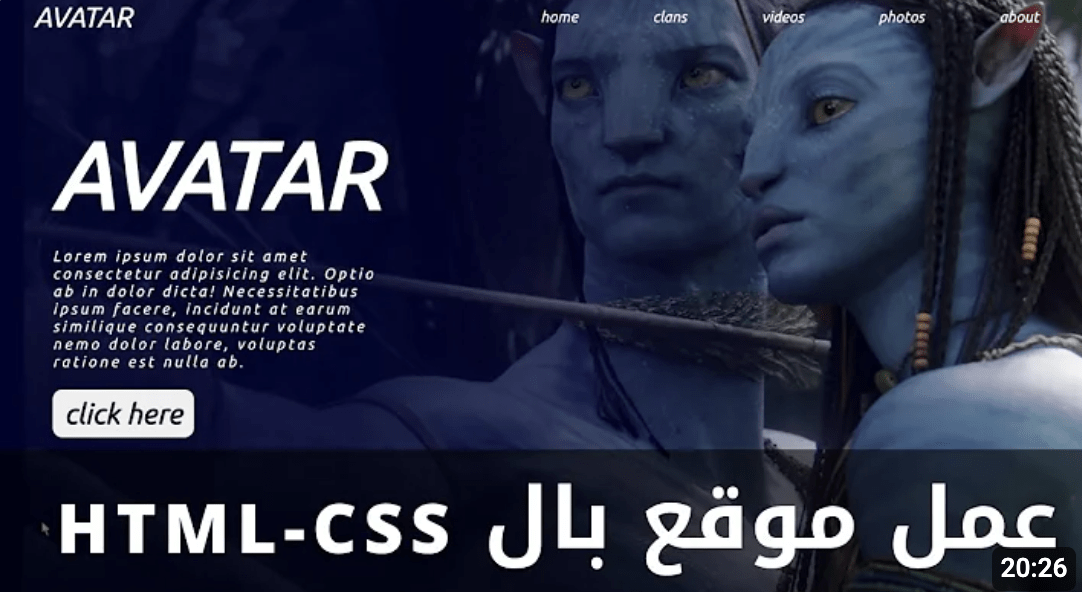 AVATAR
home clans videos photos about
AVATAR
Lorem ipsum dolor sit amet
consectetur adipisicing elit. Optio
ab in dolor dicta! Necessitatibus
ipsum facere, incidunt at earum
similique consequuntur voluptate
nemo dolor labore, voluptas
ratione est nulla ab.
click here
عمل موقع بال HTML-CSS
20:26